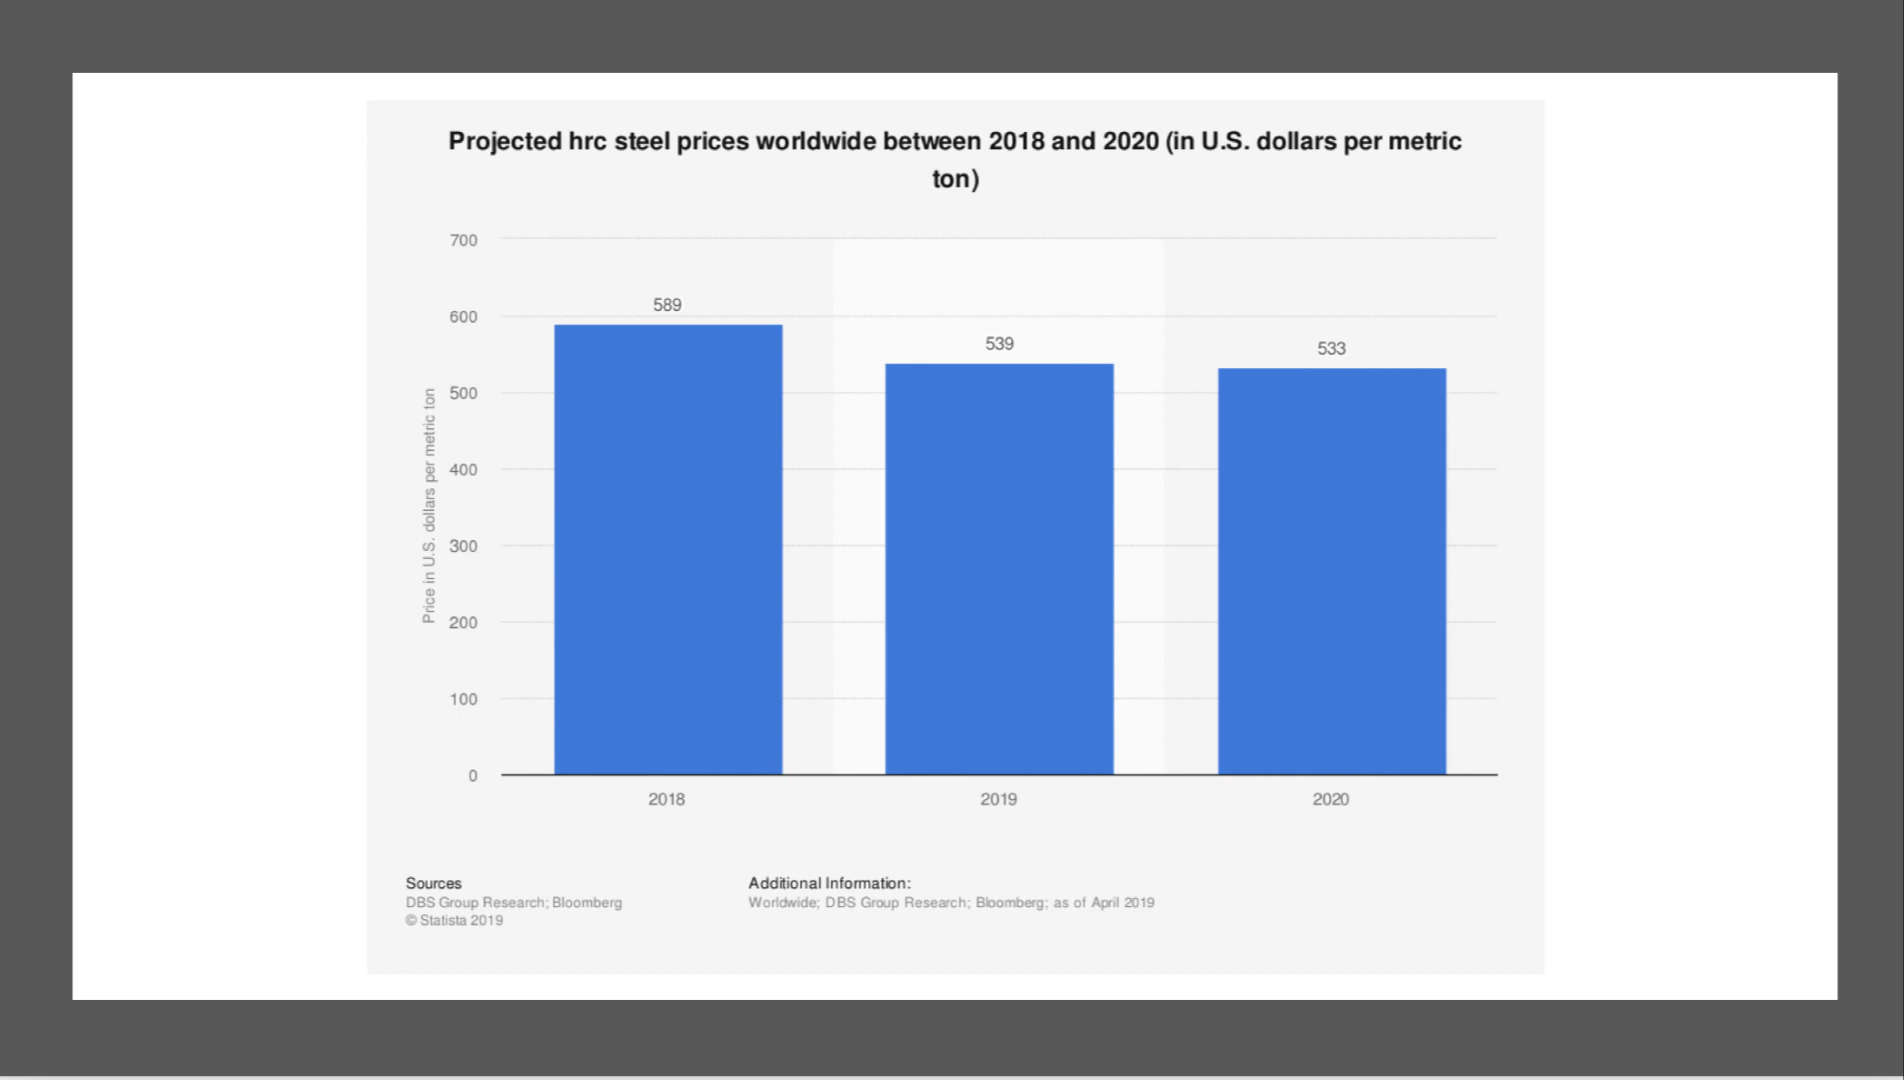 Projected hrc steel prices worldwide between 2018 and 2020 (in U.S. dollars per metric
ton)
Price in U.S. dollars per metric ton
700
600
500
400
300
200
100
0
589
539
533
2018
2019
2020
Sources
DBS Group Research; Bloomberg
© Statista 2019
Additional Information:
Worldwide; DBS Group Research; Bloomberg; as of April 2019